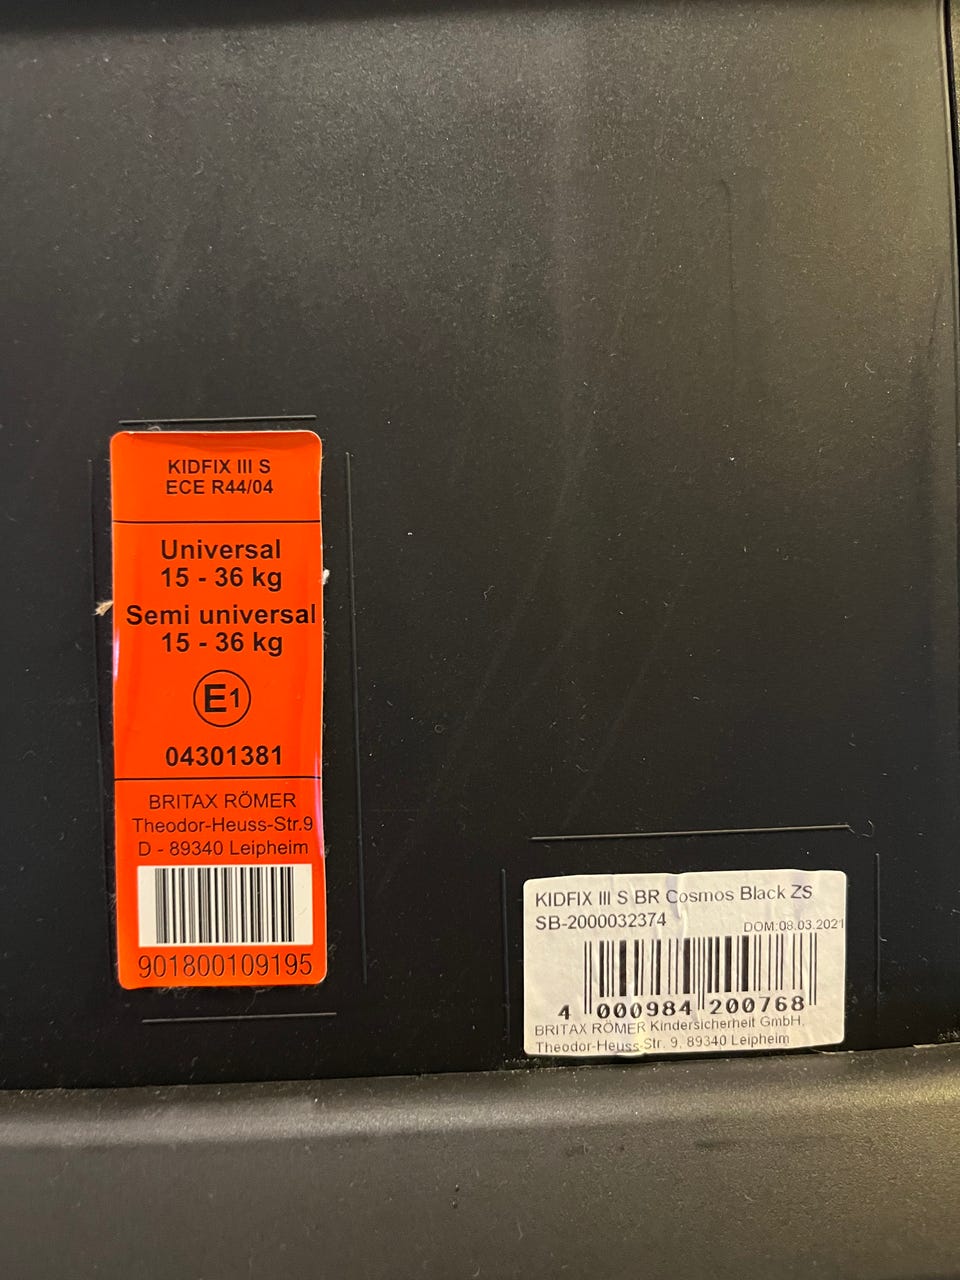 KIDFIX III S
ECE R44/04
Universal
15 - 36 kg
Semi universal
15 - 36 kg
E1
04301381
BRITAX RÖMER
Theodor-Heuss-Str.9
D - 89340 Leipheim
901800109195
KIDFIX III S BR Cosmos Black ZS
SB-2000032374
DOM:08.03.2021
4 000984 200768
BRITAX RÖMER Kindersicherheit GmbH,
Theodor-Heuss-Str. 9, 89340 Leipheim